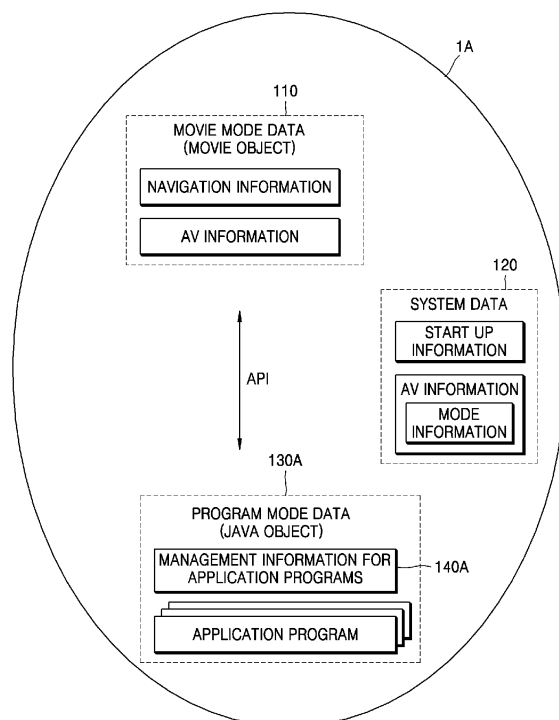 1A
110
MOVIE MODE DATA
(MOVIE OBJECT)
NAVIGATION INFORMATION
AV INFORMATION
120
SYSTEM DATA
START UP
INFORMATION
AV INFORMATION
MODE
INFORMATION
API
130A
PROGRAM MODE DATA
(JAVA OBJECT)
MANAGEMENT INFORMATION FOR
APPLICATION PROGRAMS
140A
APPLICATION PROGRAM